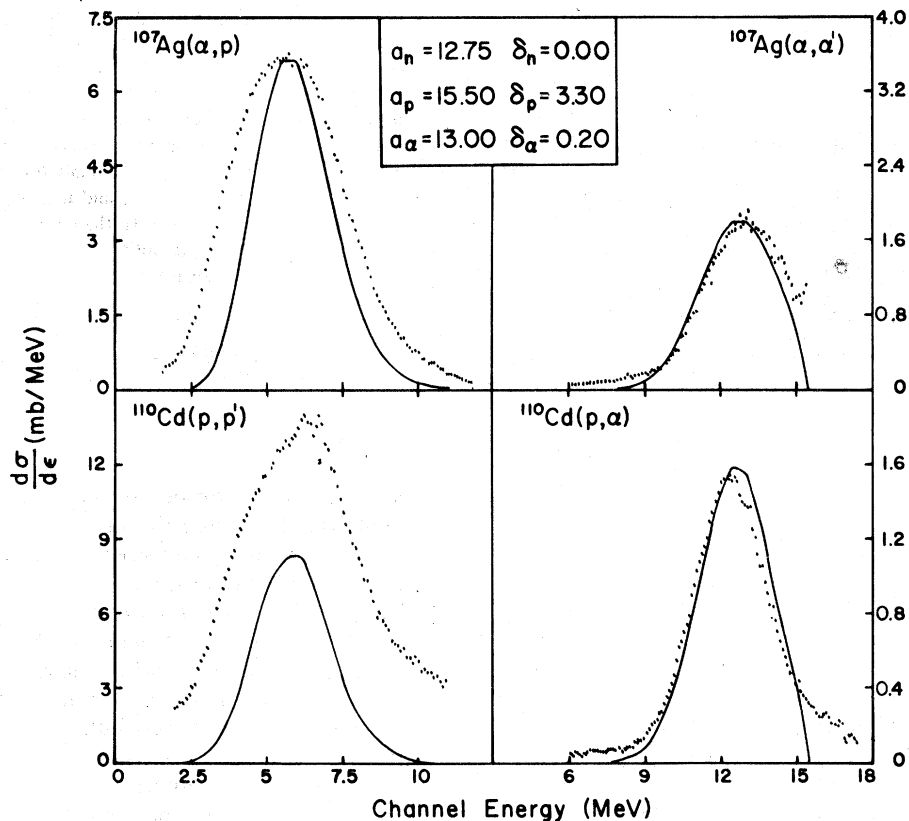 ¹⁰⁷Ag(α,p)
¹⁰⁷Ag(α,α')
aₙ=12.75 δₙ=0.00
aₚ=15.50 δₚ=3.30
a_α=13.00 δ_α=0.20
7.5
6
4.5
3
1.5
0
4.0
3.2
2.4
1.6
0.8
0
¹¹⁰Cd(p,p')
¹¹⁰Cd(p,α)
12
9
6
3
0
1.6
1.2
0.8
0.4
0
dσ/dϵ (mb/MeV)
0 2.5 5 7.5 10 6 9 12 15 18
Channel Energy (MeV)